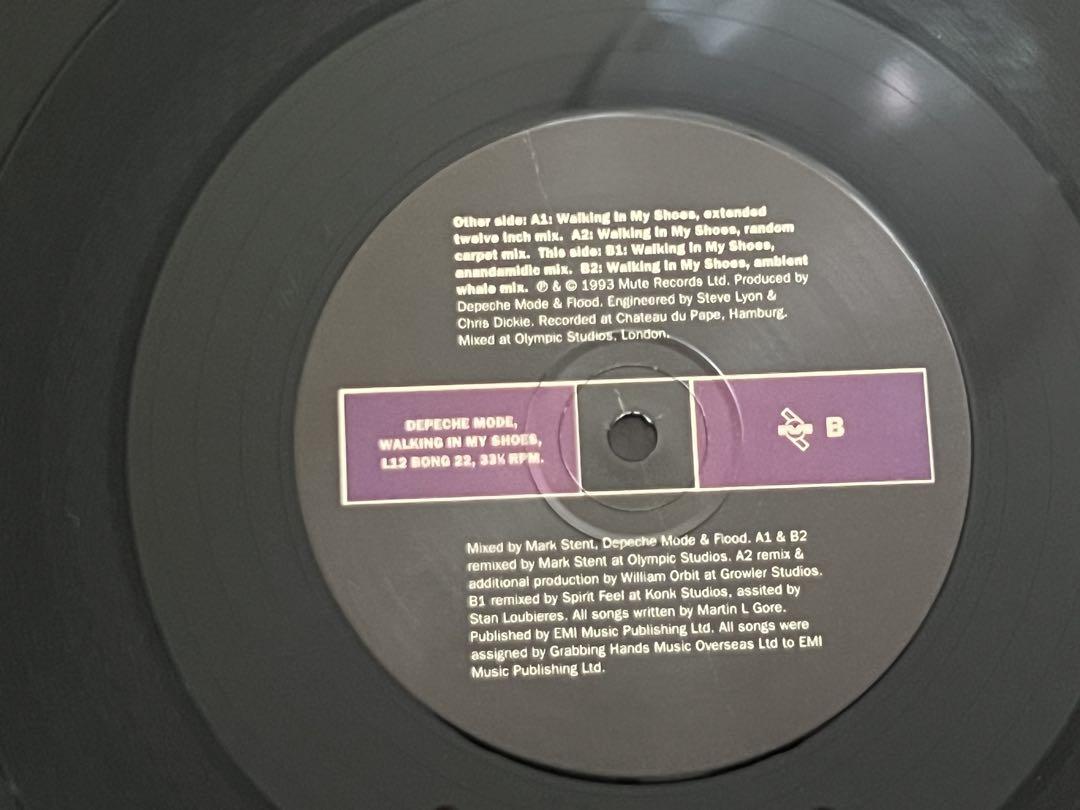 Other side: A1: Walking In My Shoes, extended
twelve inch mix. A2: Walking In My Shoes, random
carpet mix. This side: B1: Walking In My Shoes,
anandamidic mix. B2: Walking In My Shoes, ambient
whale mix. ℗ & © 1993 Mute Records Ltd. Produced by
Depeche Mode & Flood. Engineered by Steve Lyon &
Chris Dickie. Recorded at Chateau du Pape, Hamburg.
Mixed at Olympic Studios, London.
DEPECHE MODE,
WALKING IN MY SHOES,
L12 BONG 22, 33⅓ RPM.
B
Mixed by Mark Stent, Depeche Mode & Flood. A1 & B2
remixed by Mark Stent at Olympic Studios. A2 remix &
additional production by William Orbit at Growler Studios.
B1 remixed by Spirit Feel at Konk Studios, assited by
Stan Loubieres. All songs written by Martin L Gore.
Published by EMI Music Publishing Ltd. All songs were
assigned by Grabbing Hands Music Overseas Ltd to EMI
Music Publishing Ltd.